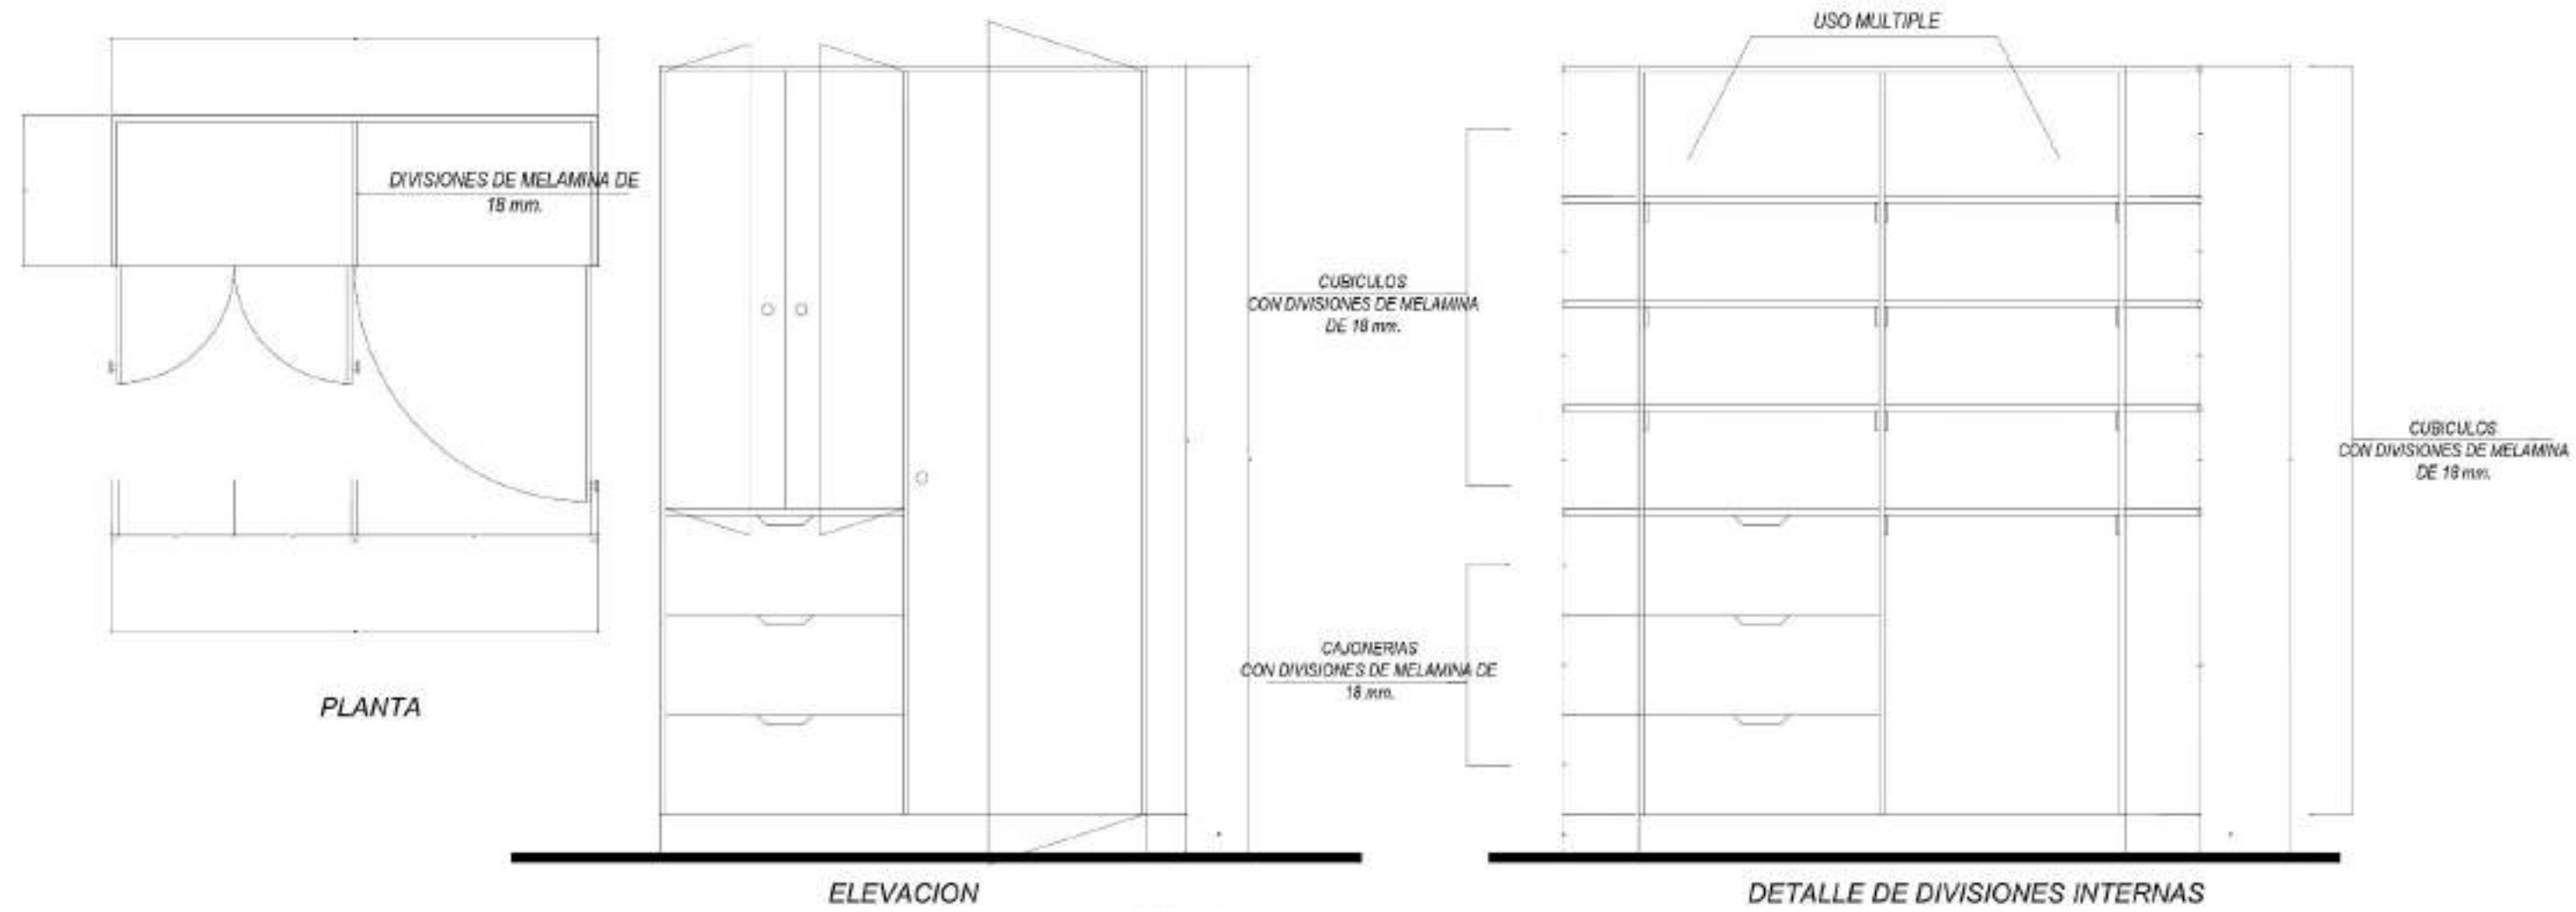 DIVISIONES DE MELAMINA DE
18 mm.
PLANTA
ELEVACION
USO MULTIPLE
CUBICULOS
CON DIVISIONES DE MELAMINA
DE 18 mm.
CAJONERIAS
CON DIVISIONES DE MELAMINA DE
18 mm.
CUBICULOS
CON DIVISIONES DE MELAMINA
DE 18 mm.
DETALLE DE DIVISIONES INTERNAS